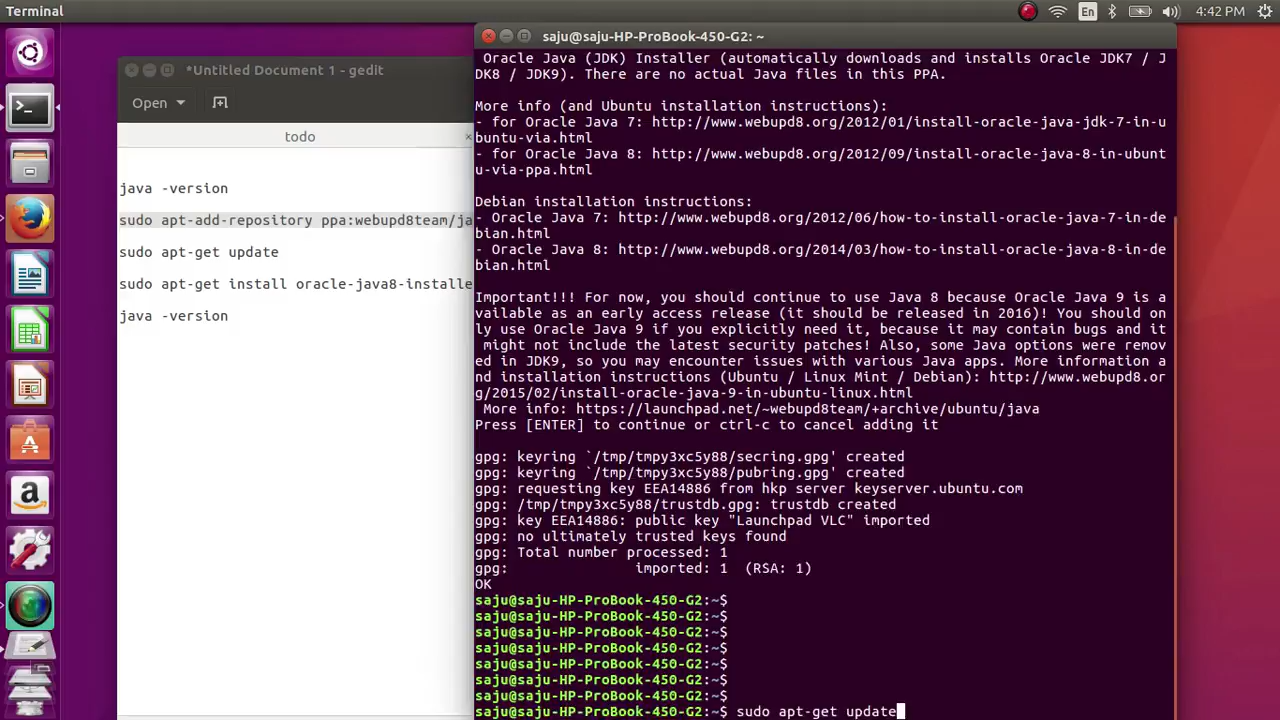 Terminal
En
4:42 PM
*Untitled Document 1 - gedit
Open
todo
java -version
sudo apt-add-repository ppa:webupd8team/ja
sudo apt-get update
sudo apt-get install oracle-java8-installe
java -version
saju@saju-HP-ProBook-450-G2: ~
Oracle Java (JDK) Installer (automatically downloads and installs Oracle JDK7 / J
DK8 / JDK9). There are no actual Java files in this PPA.
More info (and Ubuntu installation instructions):
- for Oracle Java 7: http://www.webupd8.org/2012/01/install-oracle-java-jdk-7-in-u
buntu-via.html
- for Oracle Java 8: http://www.webupd8.org/2012/09/install-oracle-java-8-in-ubunt
u-via-ppa.html
Debian installation instructions:
- Oracle Java 7: http://www.webupd8.org/2012/06/how-to-install-oracle-java-7-in-de
bian.html
- Oracle Java 8: http://www.webupd8.org/2014/03/how-to-install-oracle-java-8-in-de
bian.html
Important!!! For now, you should continue to use Java 8 because Oracle Java 9 is a
vailable as an early access release (it should be released in 2016)! You should on
ly use Oracle Java 9 if you explicitly need it, because it may contain bugs and it
might not include the latest security patches! Also, some Java options were remov
ed in JDK9, so you may encounter issues with various Java apps. More information a
nd installation instructions (Ubuntu / Linux Mint / Debian): http://www.webupd8.or
g/2015/02/install-oracle-java-9-in-ubuntu-linux.html
More info: https://launchpad.net/~webupd8team/+archive/ubuntu/java
Press [ENTER] to continue or ctrl-c to cancel adding it
gpg: keyring `/tmp/tmpy3xc5y88/secring.gpg' created
gpg: keyring `/tmp/tmpy3xc5y88/pubring.gpg' created
gpg: requesting key EEA14886 from hkp server keyserver.ubuntu.com
gpg: /tmp/tmpy3xc5y88/trustdb.gpg: trustdb created
gpg: key EEA14886: public key "Launchpad VLC" imported
gpg: no ultimately trusted keys found
gpg: Total number processed: 1
gpg:               imported: 1  (RSA: 1)
OK
saju@saju-HP-ProBook-450-G2:~$
saju@saju-HP-ProBook-450-G2:~$
saju@saju-HP-ProBook-450-G2:~$
saju@saju-HP-ProBook-450-G2:~$
saju@saju-HP-ProBook-450-G2:~$
saju@saju-HP-ProBook-450-G2:~$
saju@saju-HP-ProBook-450-G2:~$
saju@saju-HP-ProBook-450-G2:~$ sudo apt-get update